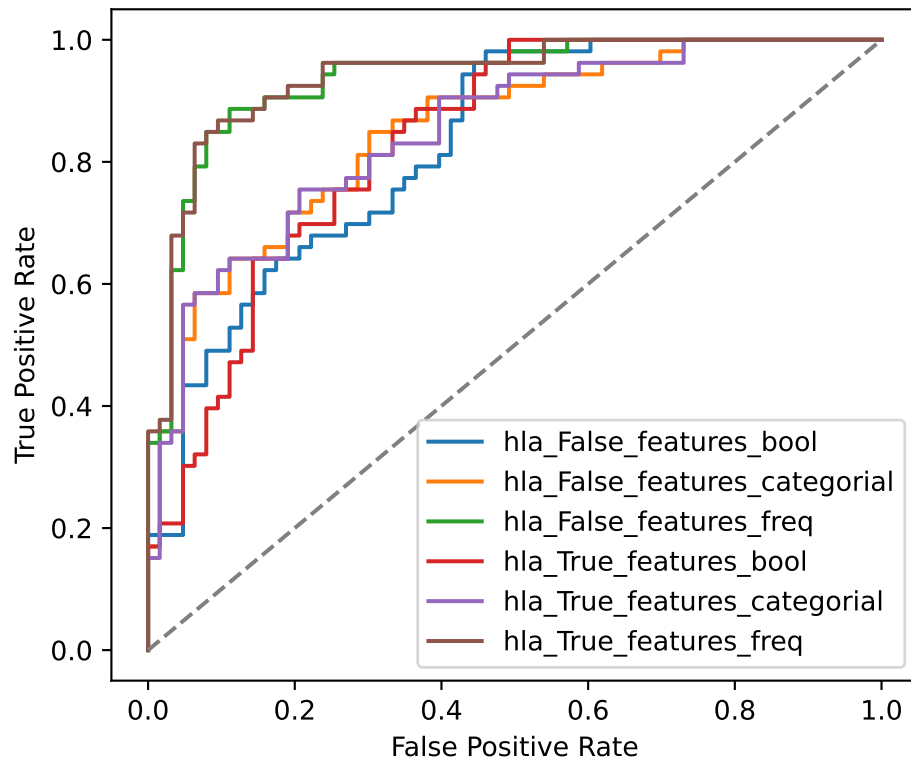 1.0
0.8
0.6
0.4
0.2
0.0
True Positive Rate
hla_False_features_bool
hla_False_features_categorial
hla_False_features_freq
hla_True_features_bool
hla_True_features_categorial
hla_True_features_freq
0.0 0.2 0.4 0.6 0.8 1.0
False Positive Rate